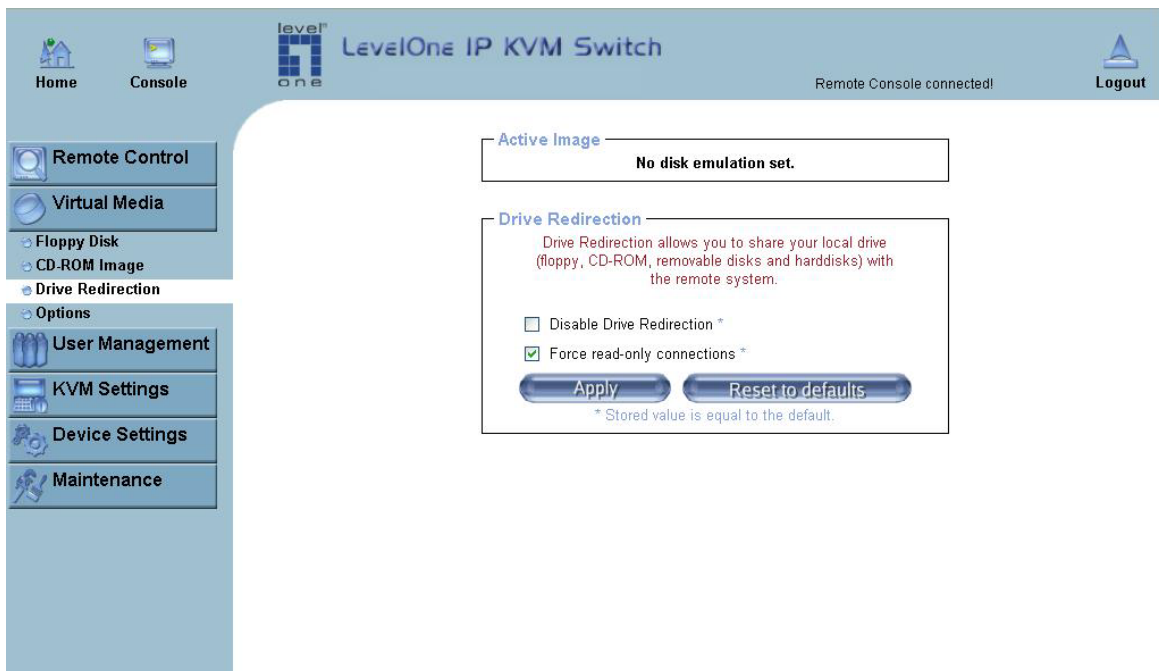 Home
Console
level
one
LevelOne IP KVM Switch
Remote Console connected!
Logout
Remote Control
Virtual Media
Floppy Disk
CD-ROM Image
Drive Redirection
Options
User Management
KVM Settings
Device Settings
Maintenance
Active Image
No disk emulation set.
Drive Redirection
Drive Redirection allows you to share your local drive
(floppy, CD-ROM, removable disks and harddisks) with
the remote system.
Disable Drive Redirection *
Force read-only connections *
Apply
Reset to defaults
* Stored value is equal to the default.